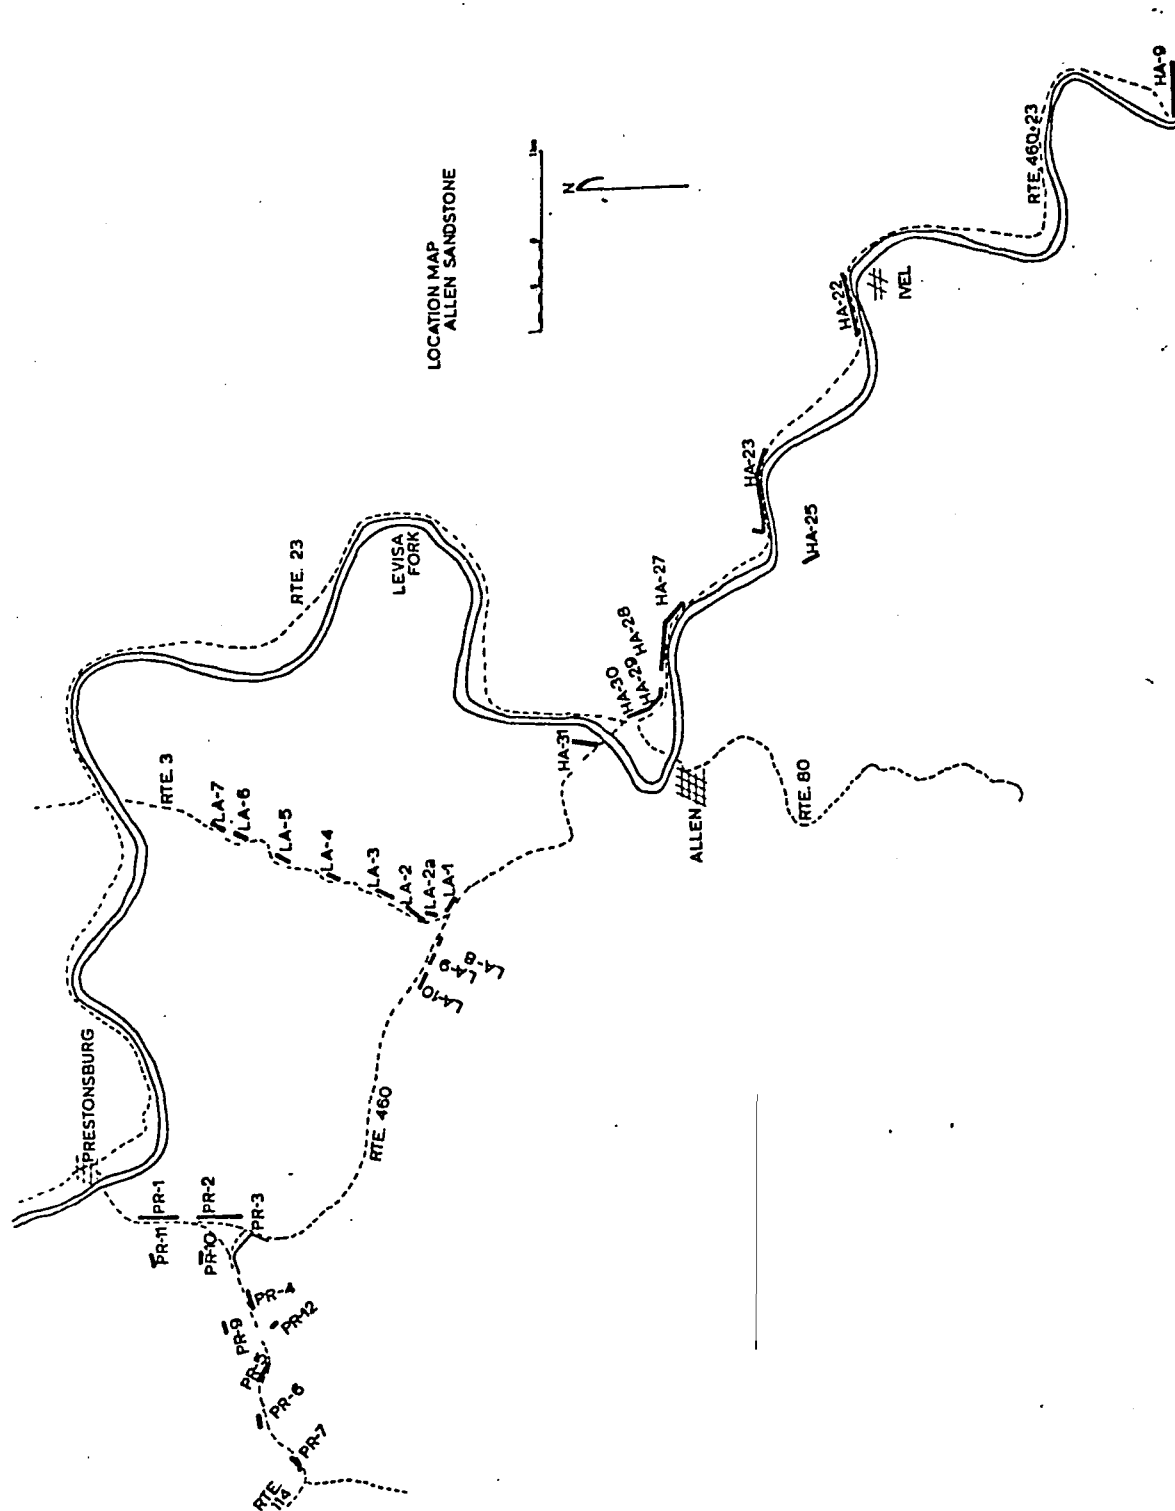 LOCATION MAP
ALLEN SANDSTONE
1km
N
PRESTONSBURG
RTE. 23
LEVISA
FORK
RTE. 3
LA-7
LA-6
LA-5
LA-4
LA-3
LA-2
LA-2a
LA-1
LA-8
LA-9
LA-10
RTE. 460
PR-1
PR-2
PR-3
PR-11
PR-10
PR-4
PR-9
PR-12
PR-5
PR-6
PR-7
RTE.
114
HA-31
HA-30
HA-29
HA-28
HA-27
HA-25
HA-23
HA-22
IVEL
RTE. 460+23
HA-9
ALLEN
RTE. 80